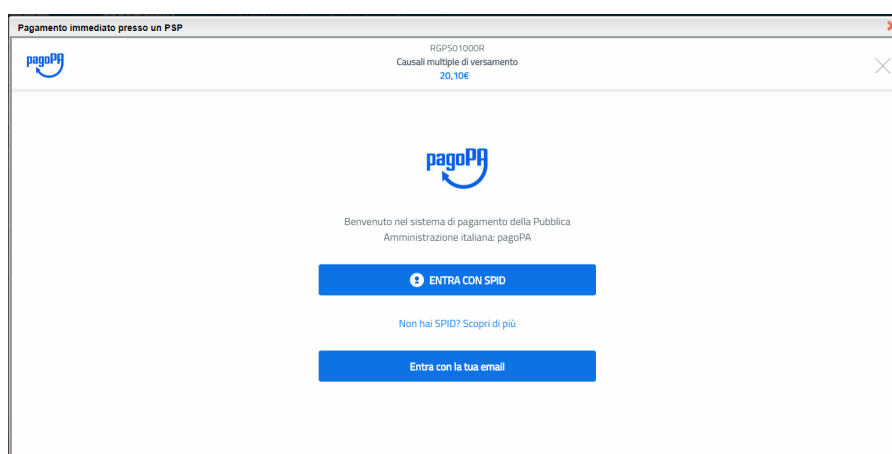 Pagamento immediato presso un PSP
pagoPA
RGPS01000R
Causali multiple di versamento
20,10€
pagoPA
Benvenuto nel sistema di pagamento della Pubblica
Amministrazione italiana: pagoPA
ENTRA CON SPID
Non hai SPID? Scopri di più
Entra con la tua email